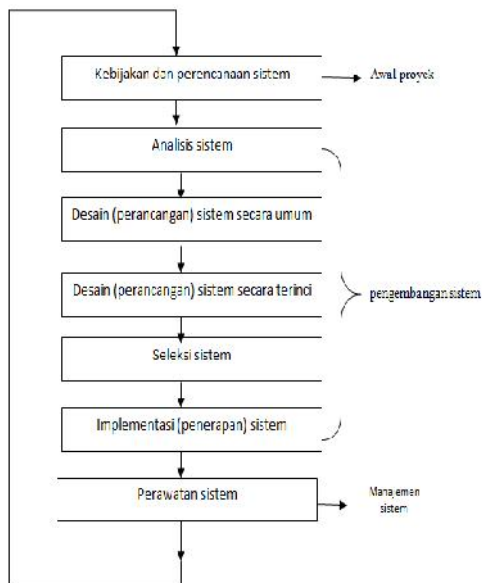 Kebijakan dan perencanaan sistem
Awal proyek
Analisis sistem
Desain (perancangan) sistem secara umum
Desain (perancangan) sistem secara terinci
pengembangan sistem
Seleksi sistem
Implementasi (penerapan) sistem
Perawatan sistem
Manajemen
sistem